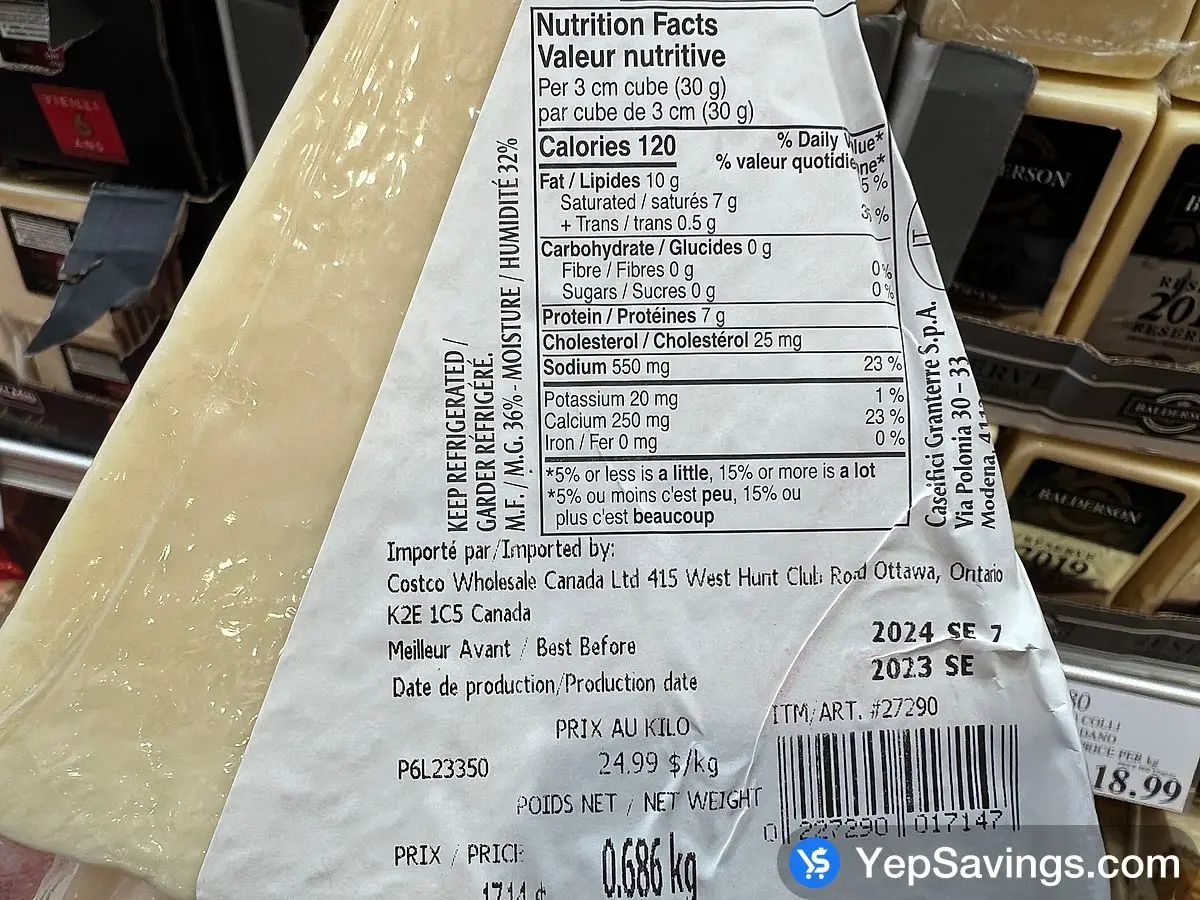 Nutrition Facts
Valeur nutritive
Per 3 cm cube (30 g)
par cube de 3 cm (30 g)
Calories 120
% Daily
% valeur
Fat / Lipides 10 g
Saturated / saturés 7 g
+ Trans / trans 0.5 g
Carbohydrate / Glucides 0 g
Fibre / Fibres 0 g 0 %
Sugars / Sucres 0 g 0 %
Protein / Protéines 7 g
Cholesterol / Cholestérol 25 mg
Sodium 550 mg 23 %
Potassium 20 mg 1 %
Calcium 250 mg 23 %
Iron / Fer 0 mg 0 %
*5% or less is a little, 15% or more is a lot
*5% ou moins c'est peu, 15% ou
plus c'est beaucoup
KEEP REFRIGERATED /
GARDER RÉFRIGÉRÉ.
M.F. / M.G. 36% - MOISTURE / HUMIDITÉ 32%
Caseifici Granterre S.p.A.
Via Polonia 30 - 33
Modena,
Importé par/Imported by:
Costco Wholesale Canada Ltd 415 West Hunt Club Road Ottawa, Ontario
K2E 1C5 Canada
Meilleur Avant / Best Before 2024 SE 7
Date de production/Production date 2023 SE
ITM/ART. #27290
PRIX AU KILO
P6L23350 24.99 $/kg
POIDS NET / NET WEIGHT
PRIX / PRICE 0.686 kg
0 227290 017147
VIEILLI
6
ANS
BALDERSON
2019
PRICE PER kg
18.99
YepSavings.com